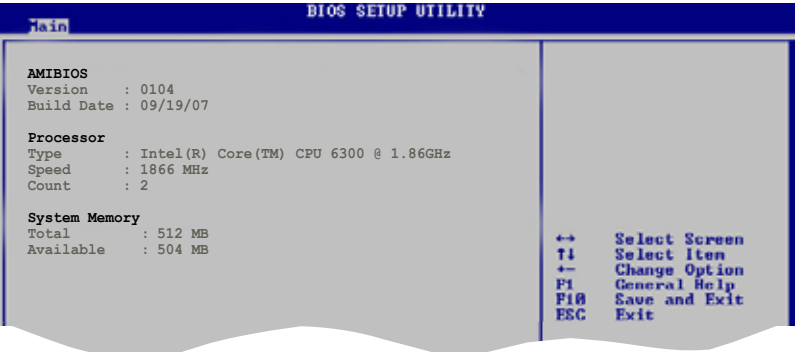 BIOS SETUP UTILITY
Main
AMIBIOS
Version : 0104
Build Date : 09/19/07
Processor
Type : Intel(R) Core(TM) CPU 6300 @ 1.86GHz
Speed : 1866 MHz
Count : 2
System Memory
Total : 512 MB
Available : 504 MB
←→ Select Screen
↑↓ Select Item
+- Change Option
F1 General Help
F10 Save and Exit
ESC Exit